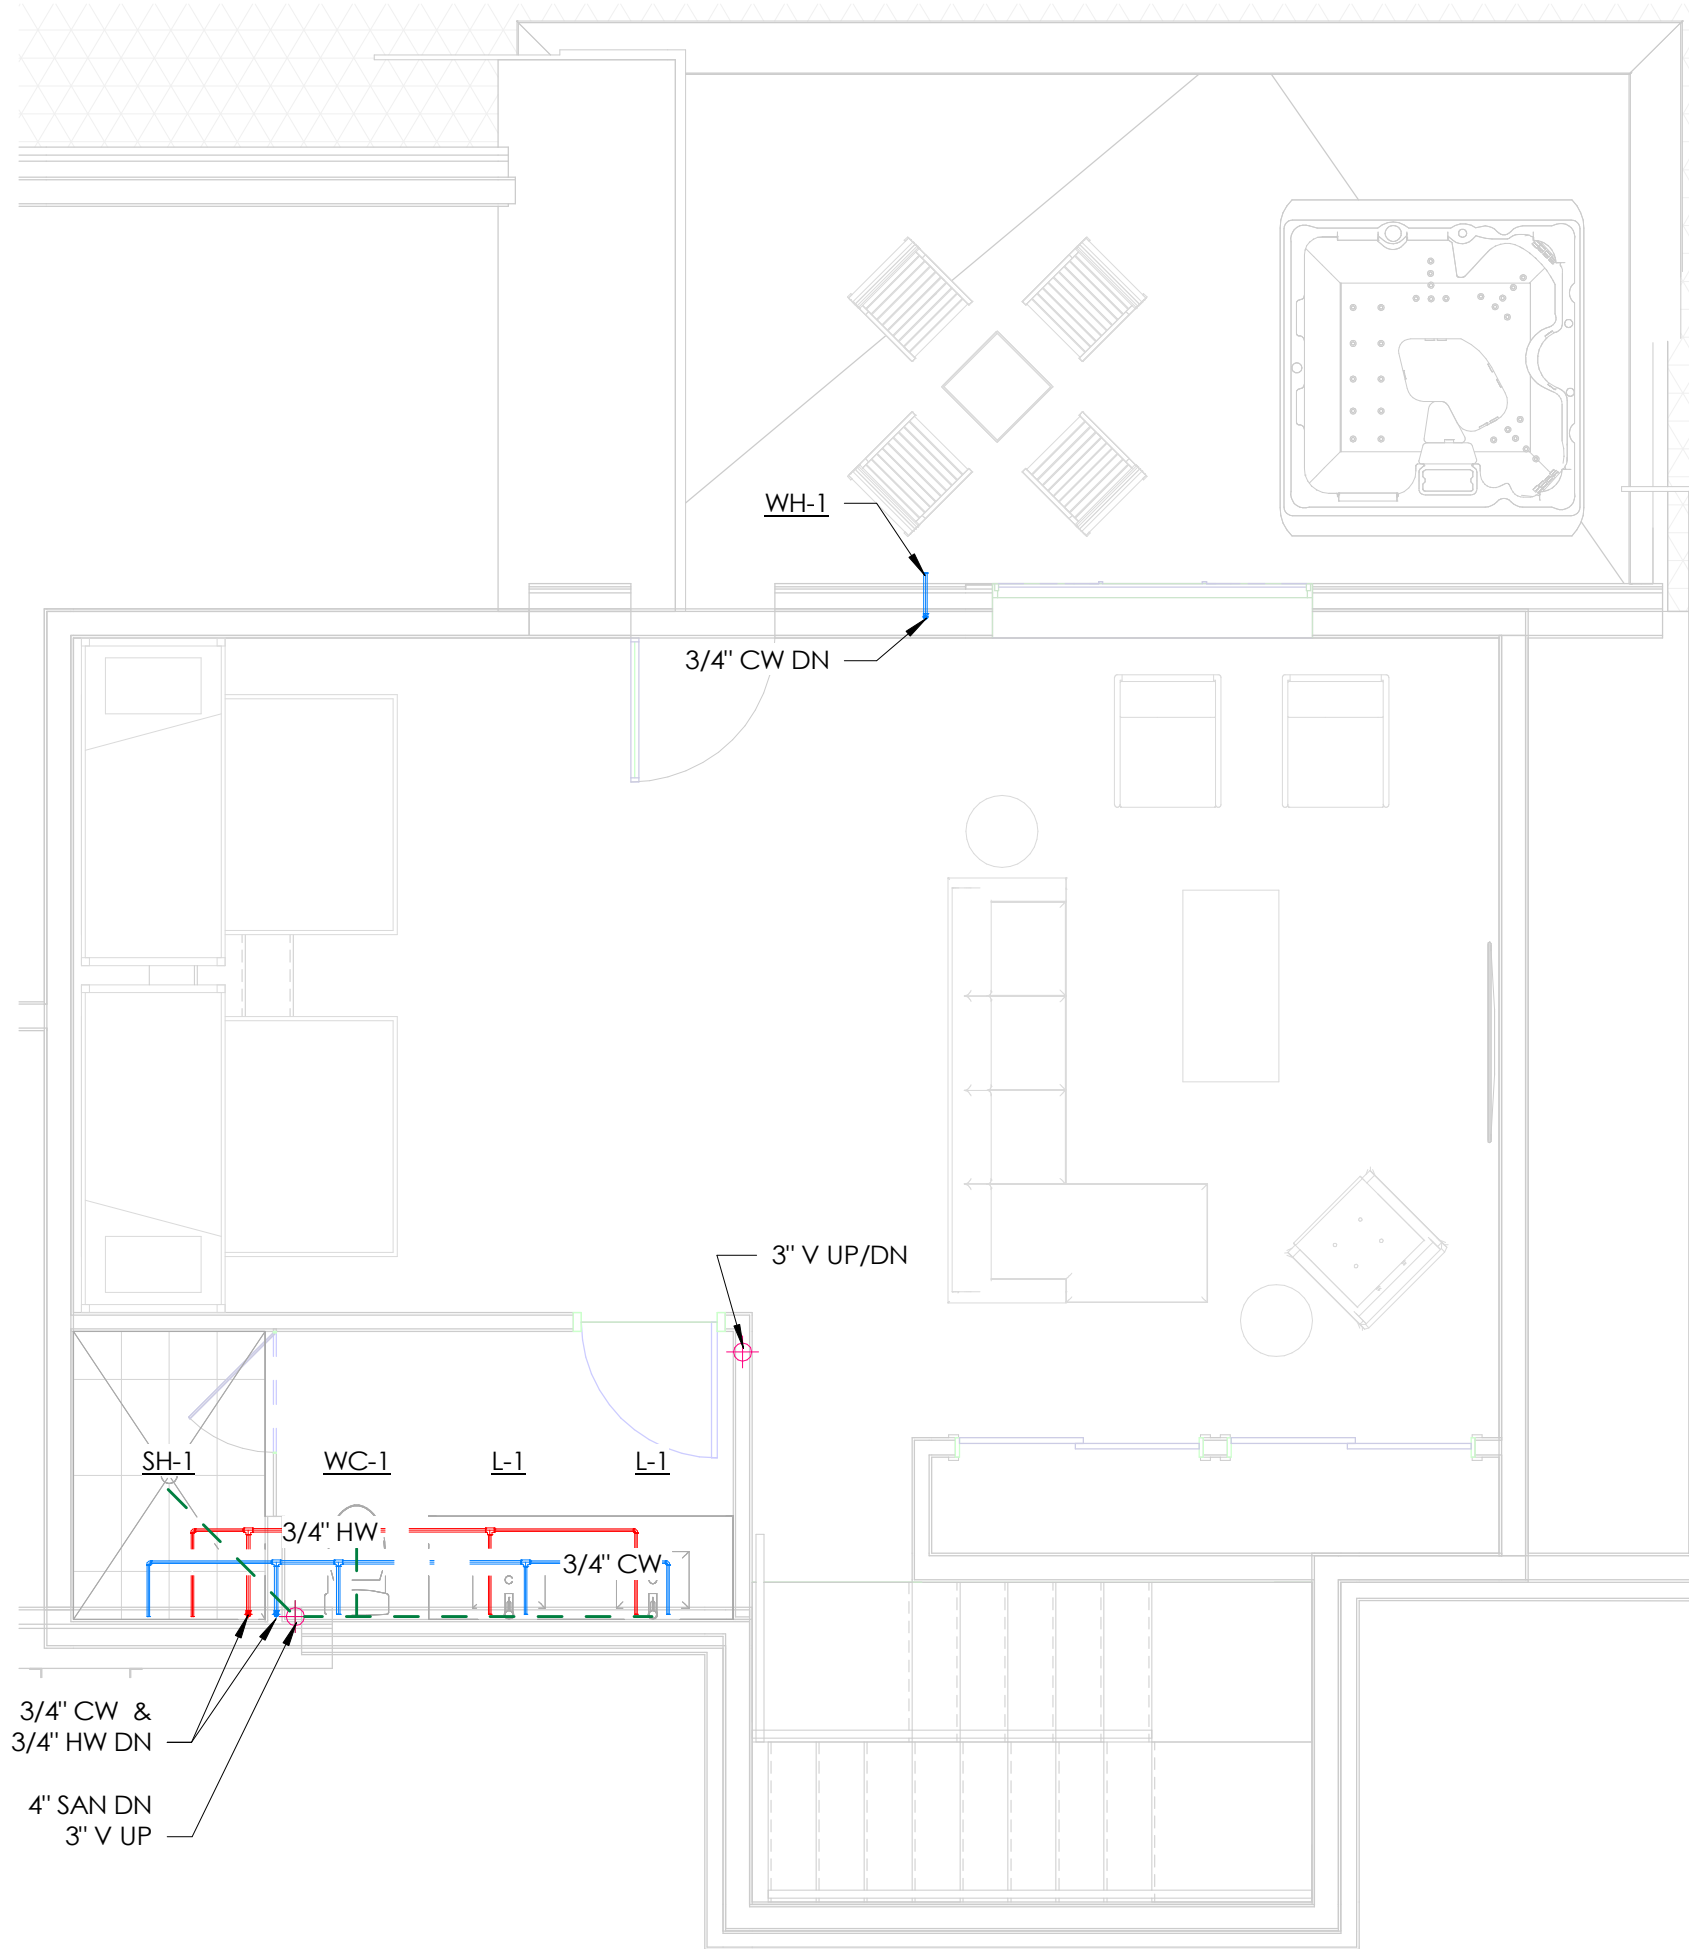 WH-1
3/4" CW DN
3" V UP/DN
SH-1
WC-1
L-1
L-1
3/4" HW
3/4" CW
3/4" CW &
3/4" HW DN
4" SAN DN
3" V UP